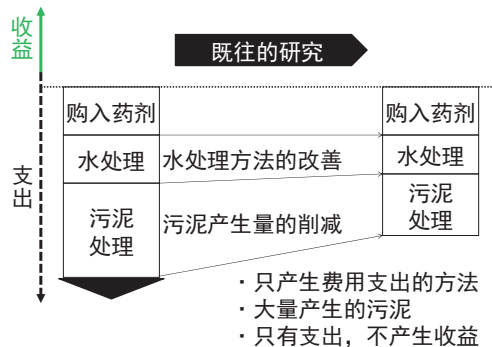 收益
既往的研究
购入药剂
购入药剂
水处理
水处理方法的改善
水处理
支出
污泥
处理
污泥产生量的削减
污泥
处理
·只产生费用支出的方法
·大量产生的污泥
·只有支出，不产生收益